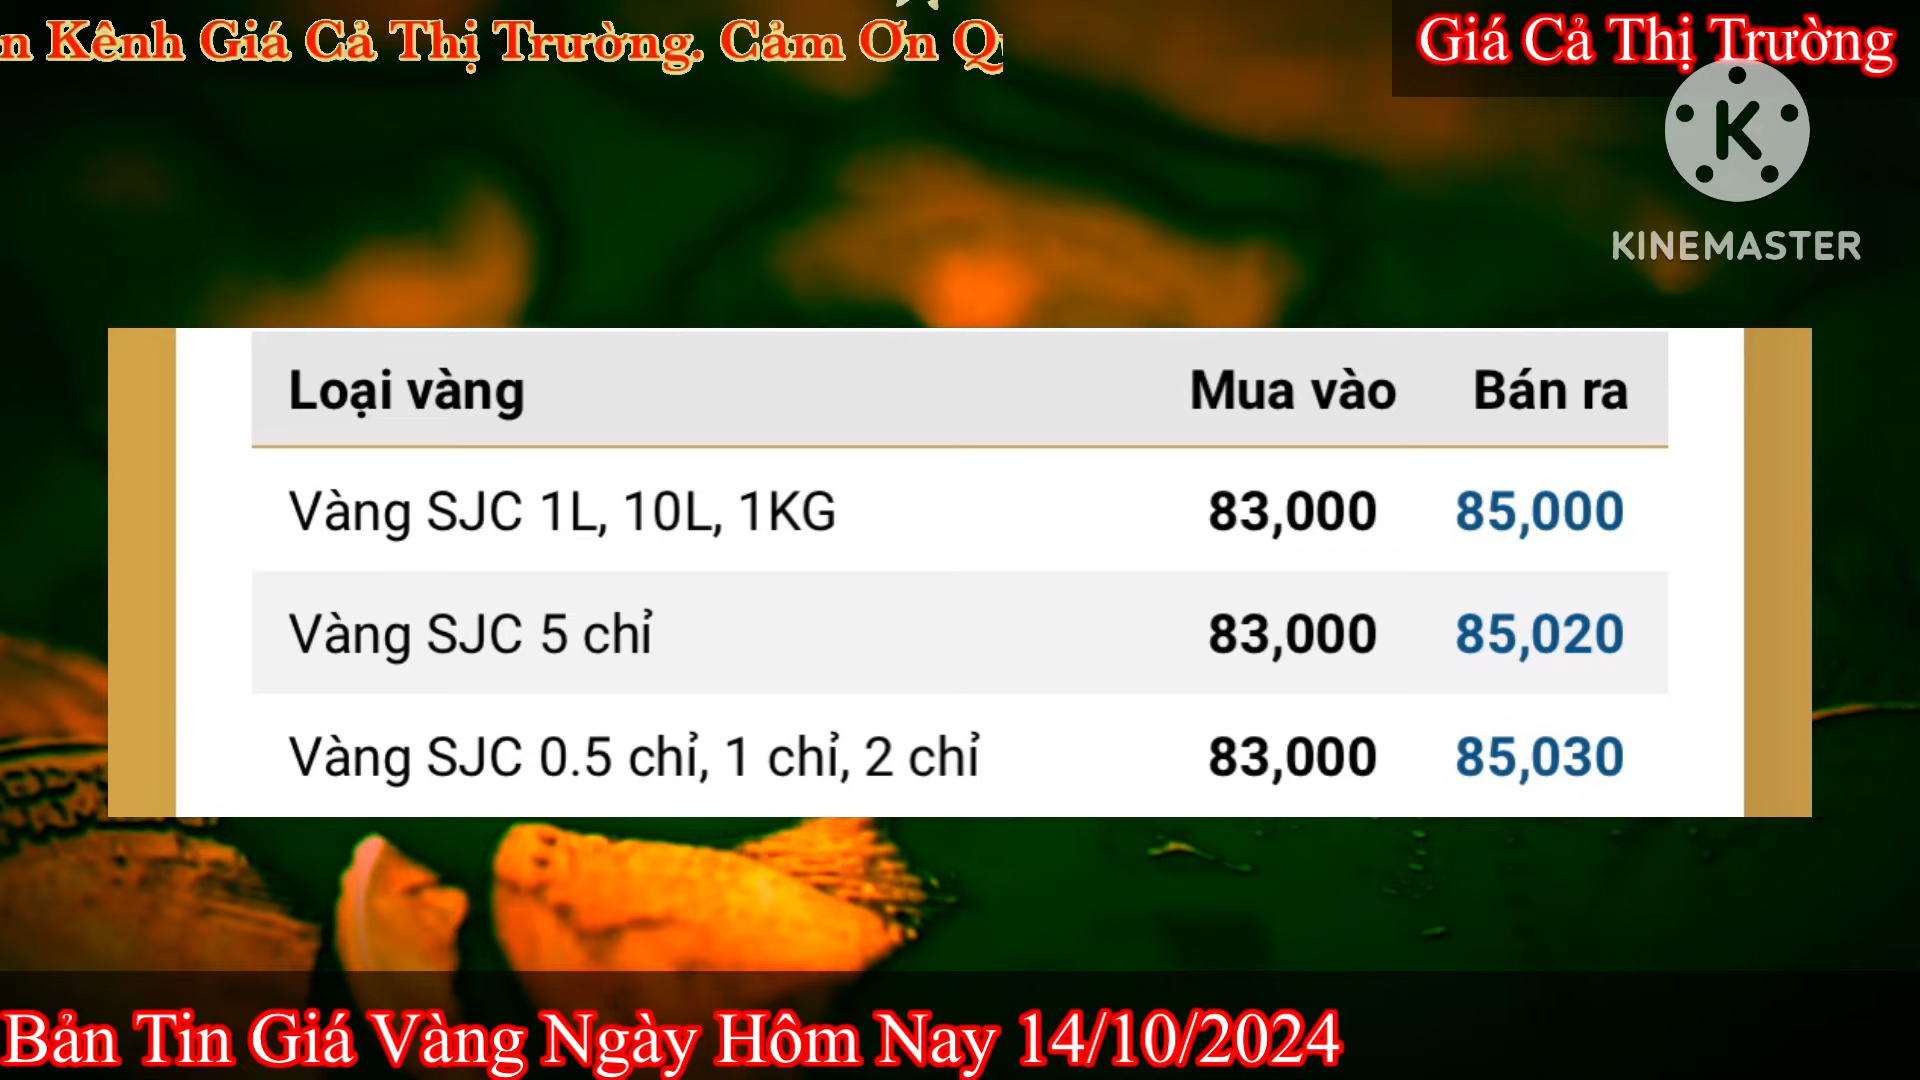 n Kênh Giá Cả Thị Trường. Cảm Ơn
Giá Cả Thị Trường
K
KINEMASTER
Loại vàng Mua vào Bán ra
Vàng SJC 1L, 10L, 1KG 83,000 85,000
Vàng SJC 5 chỉ 83,000 85,020
Vàng SJC 0.5 chỉ, 1 chỉ, 2 chỉ 83,000 85,030
Bản Tin Giá Vàng Ngày Hôm Nay 14/10/2024